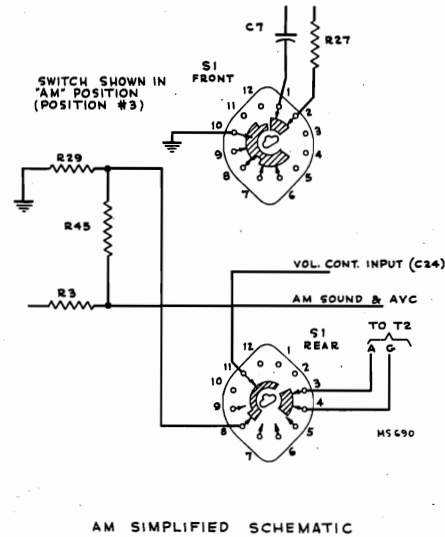 C7
R27
S1
FRONT
SWITCH SHOWN IN
"AM" POSITION
(POSITION #3)
12
1
11
2
10
3
9
4
8
5
7
6
R29
R45
R3
VOL. CONT. INPUT (C24)
AM SOUND & AVC
S1
REAR
TO T2
A G
12
1
11
2
10
3
9
4
8
5
7
6
MS690
AM SIMPLIFIED SCHEMATIC